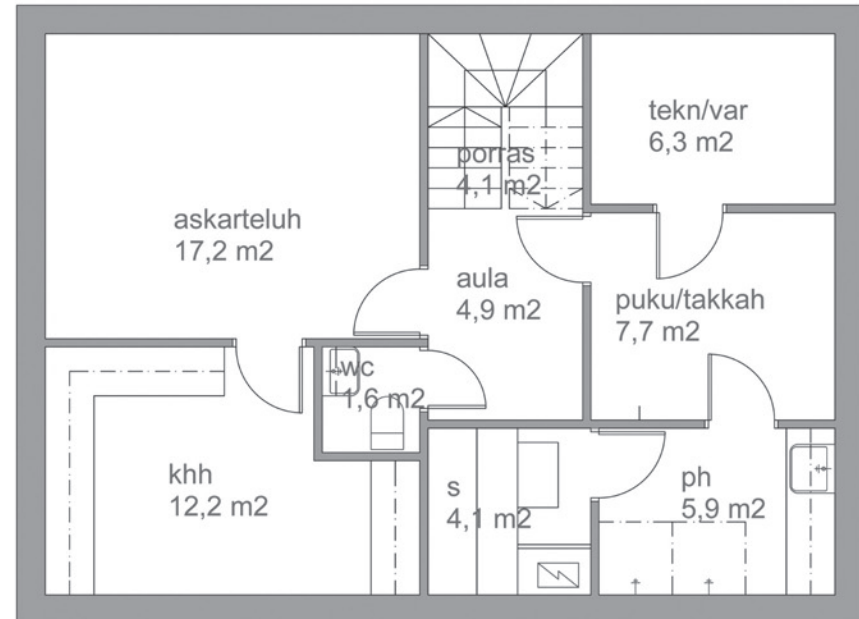 porras
4,1 m2
tekn/var
6,3 m2
askarteluh
17,2 m2
aula
4,9 m2
puku/takkah
7,7 m2
wc
1,6 m2
khh
12,2 m2
s
4,1 m2
ph
5,9 m2